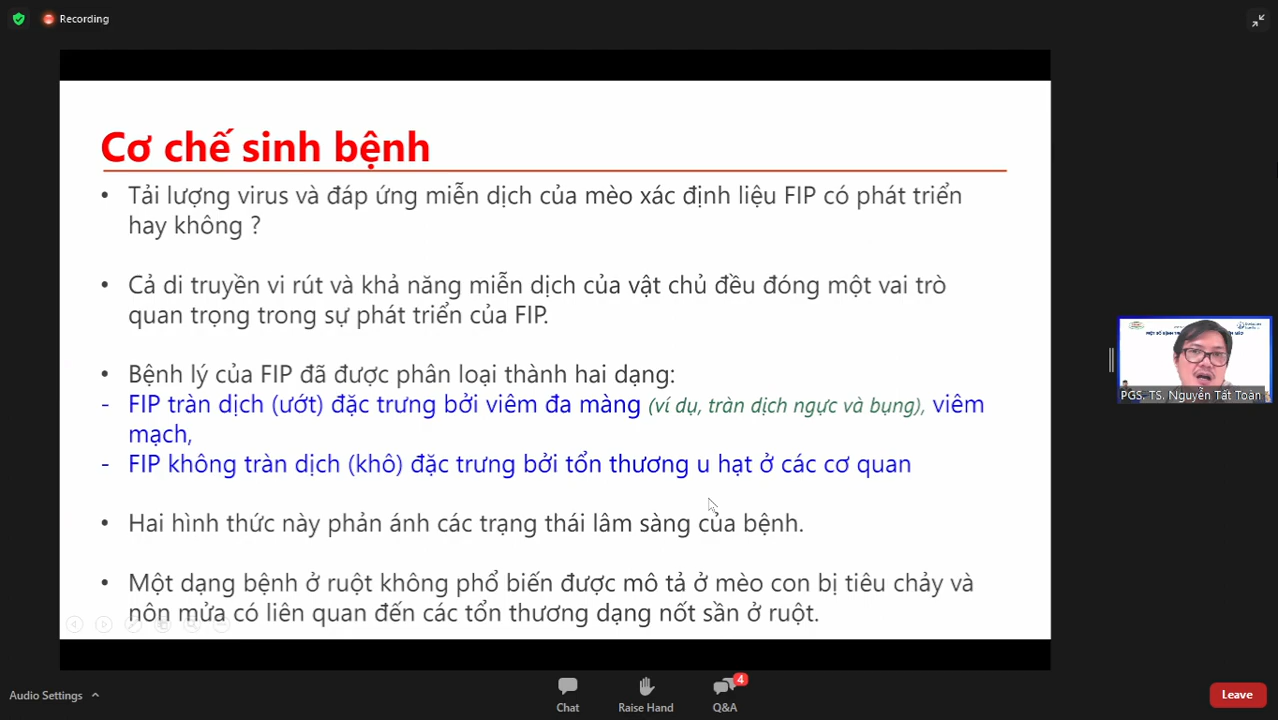 Recording
Cơ chế sinh bệnh
• Tải lượng virus và đáp ứng miễn dịch của mèo xác định liệu FIP có phát triển
hay không ?
• Cả di truyền vi rút và khả năng miễn dịch của vật chủ đều đóng một vai trò
quan trọng trong sự phát triển của FIP.
• Bệnh lý của FIP đã được phân loại thành hai dạng:
- FIP tràn dịch (ướt) đặc trưng bởi viêm đa màng (ví dụ, tràn dịch ngực và bụng), viêm
mạch,
- FIP không tràn dịch (khô) đặc trưng bởi tổn thương u hạt ở các cơ quan
• Hai hình thức này phản ánh các trạng thái lâm sàng của bệnh.
• Một dạng bệnh ở ruột không phổ biến được mô tả ở mèo con bị tiêu chảy và
nôn mửa có liên quan đến các tổn thương dạng nốt sần ở ruột.
PGS. TS. Nguyễn Tất Toàn
Audio Settings
Chat
Raise Hand
4
Q&A
Leave